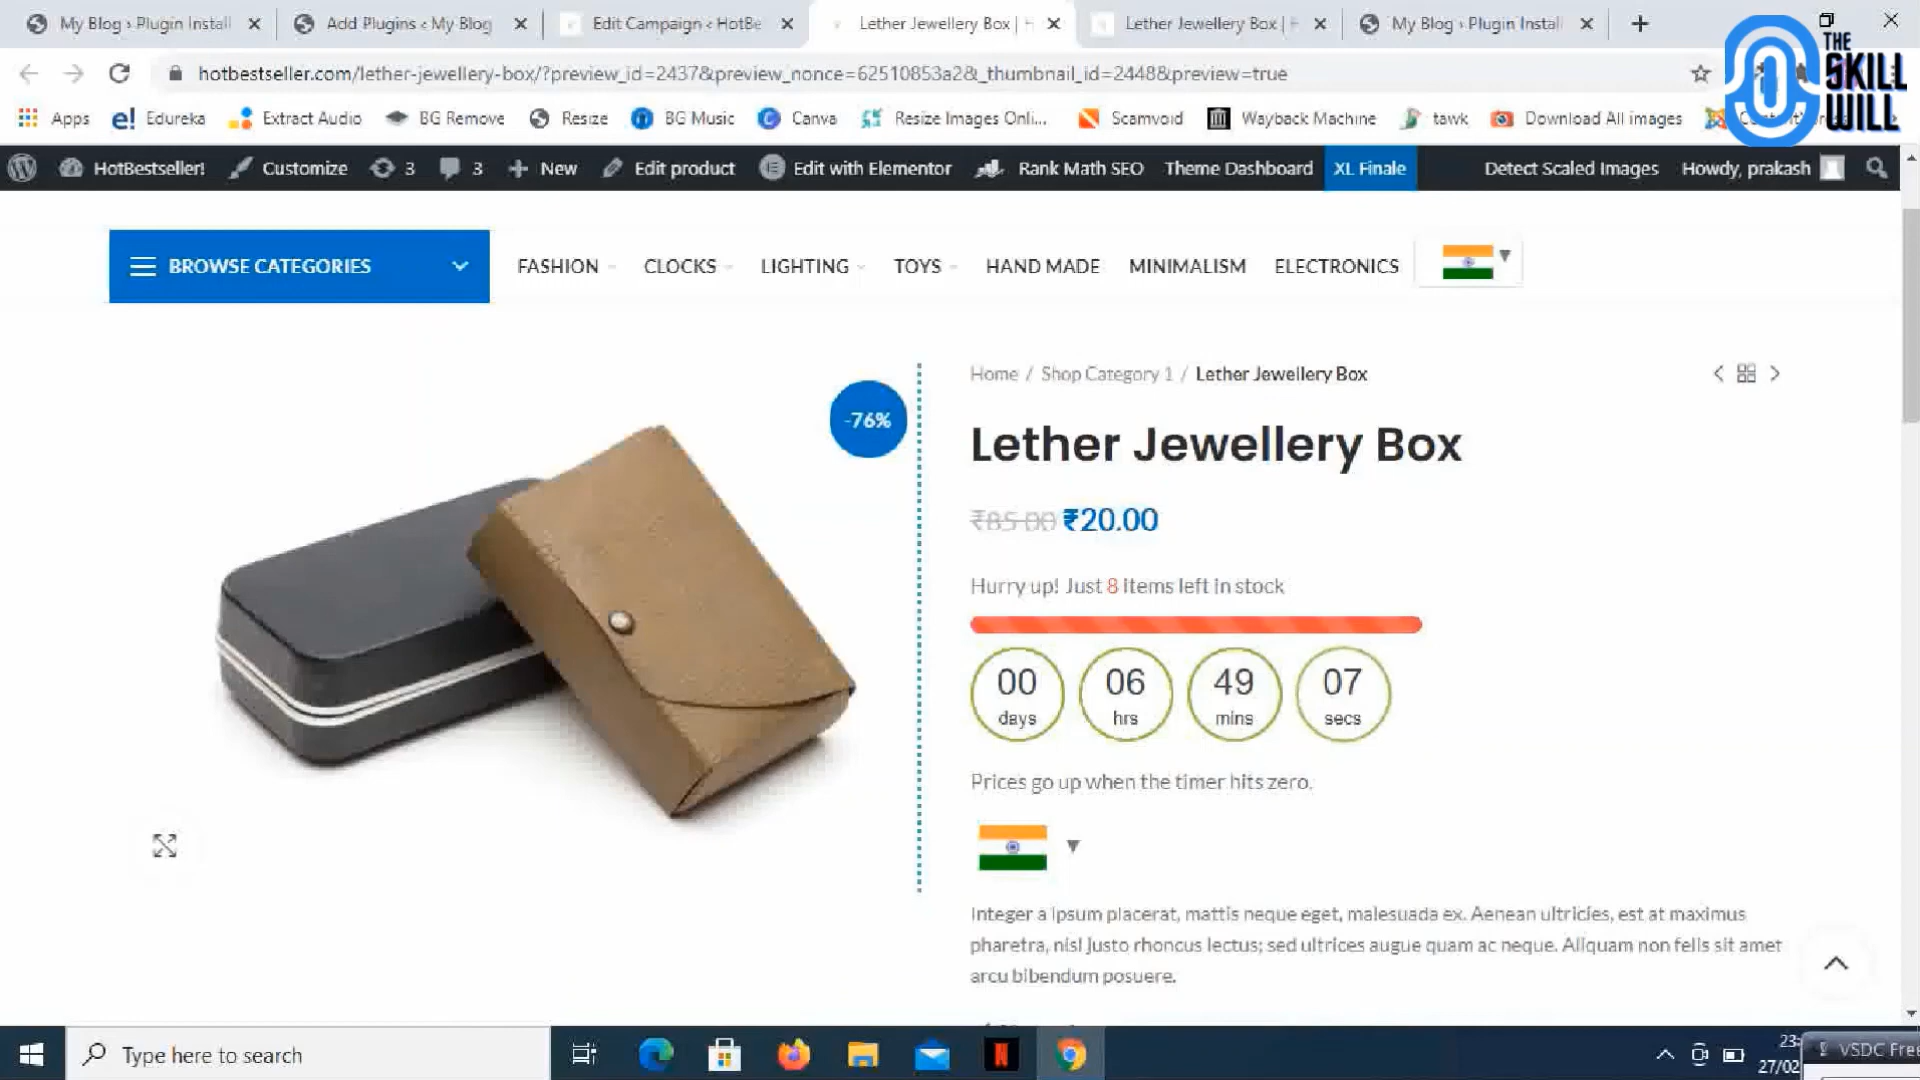 My Blog › Plugin Install
Add Plugins ‹ My Blog
Edit Campaign ‹ HotBe
Lether Jewellery Box |
Lether Jewellery Box |
My Blog › Plugin Install
hotbestseller.com/lether-jewellery-box/?preview_id=2437&preview_nonce=62510853a2&_thumbnail_id=2448&preview=true
THE
SKILL
WILL
Apps
e! Edureka
Extract Audio
BG Remove
Resize
BG Music
Canva
Resize Images Onli...
Scamvoid
Wayback Machine
tawk
Download All images
HotBestseller!
Customize
3
3
New
Edit product
Edit with Elementor
Rank Math SEO
Theme Dashboard
XL Finale
Detect Scaled Images
Howdy, prakash
BROWSE CATEGORIES
FASHION
CLOCKS
LIGHTING
TOYS
HAND MADE
MINIMALISM
ELECTRONICS
Home / Shop Category 1 / Lether Jewellery Box
-76%
Lether Jewellery Box
₹85.00 ₹20.00
Hurry up! Just 8 items left in stock
00 06 49 07
days hrs mins secs
Prices go up when the timer hits zero.
Integer a ipsum placerat, mattis neque eget, malesuada ex. Aenean ultricies, est at maximus
pharetra, nisl justo rhoncus lectus; sed ultrices augue quam ac neque. Aliquam non felis sit amet
arcu bibendum posuere.
Type here to search
N
23:
27/02
VSDC Free